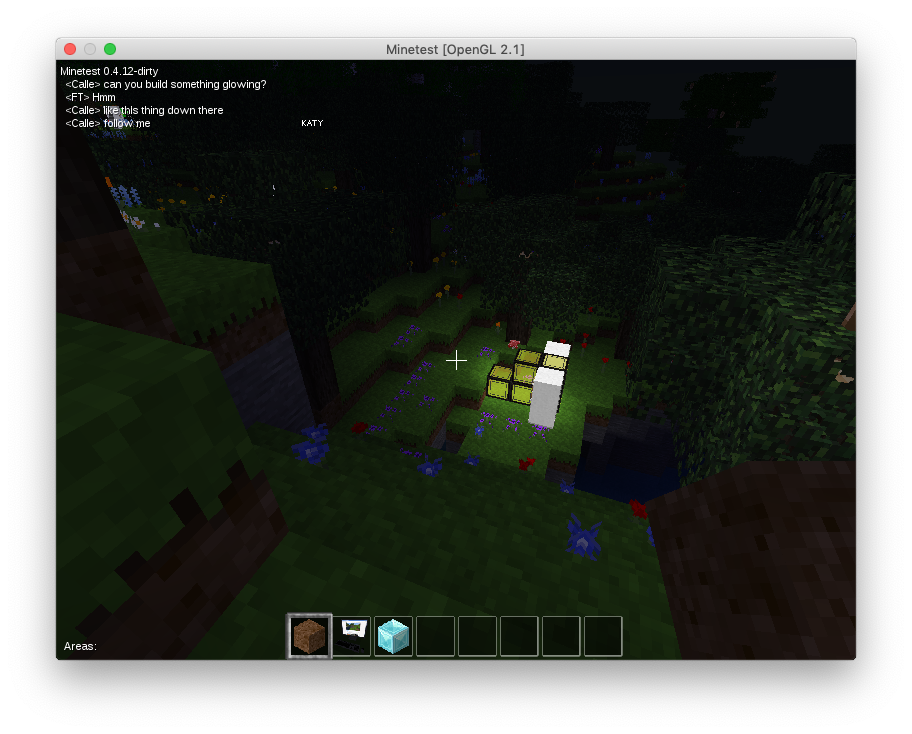 Minetest [OpenGL 2.1]
Minetest 0.4.12-dirty
<Calle> can you build something glowing?
<FT> Hmm
<Calle> like this thing down there
<Calle> follow me
KATY
Areas: